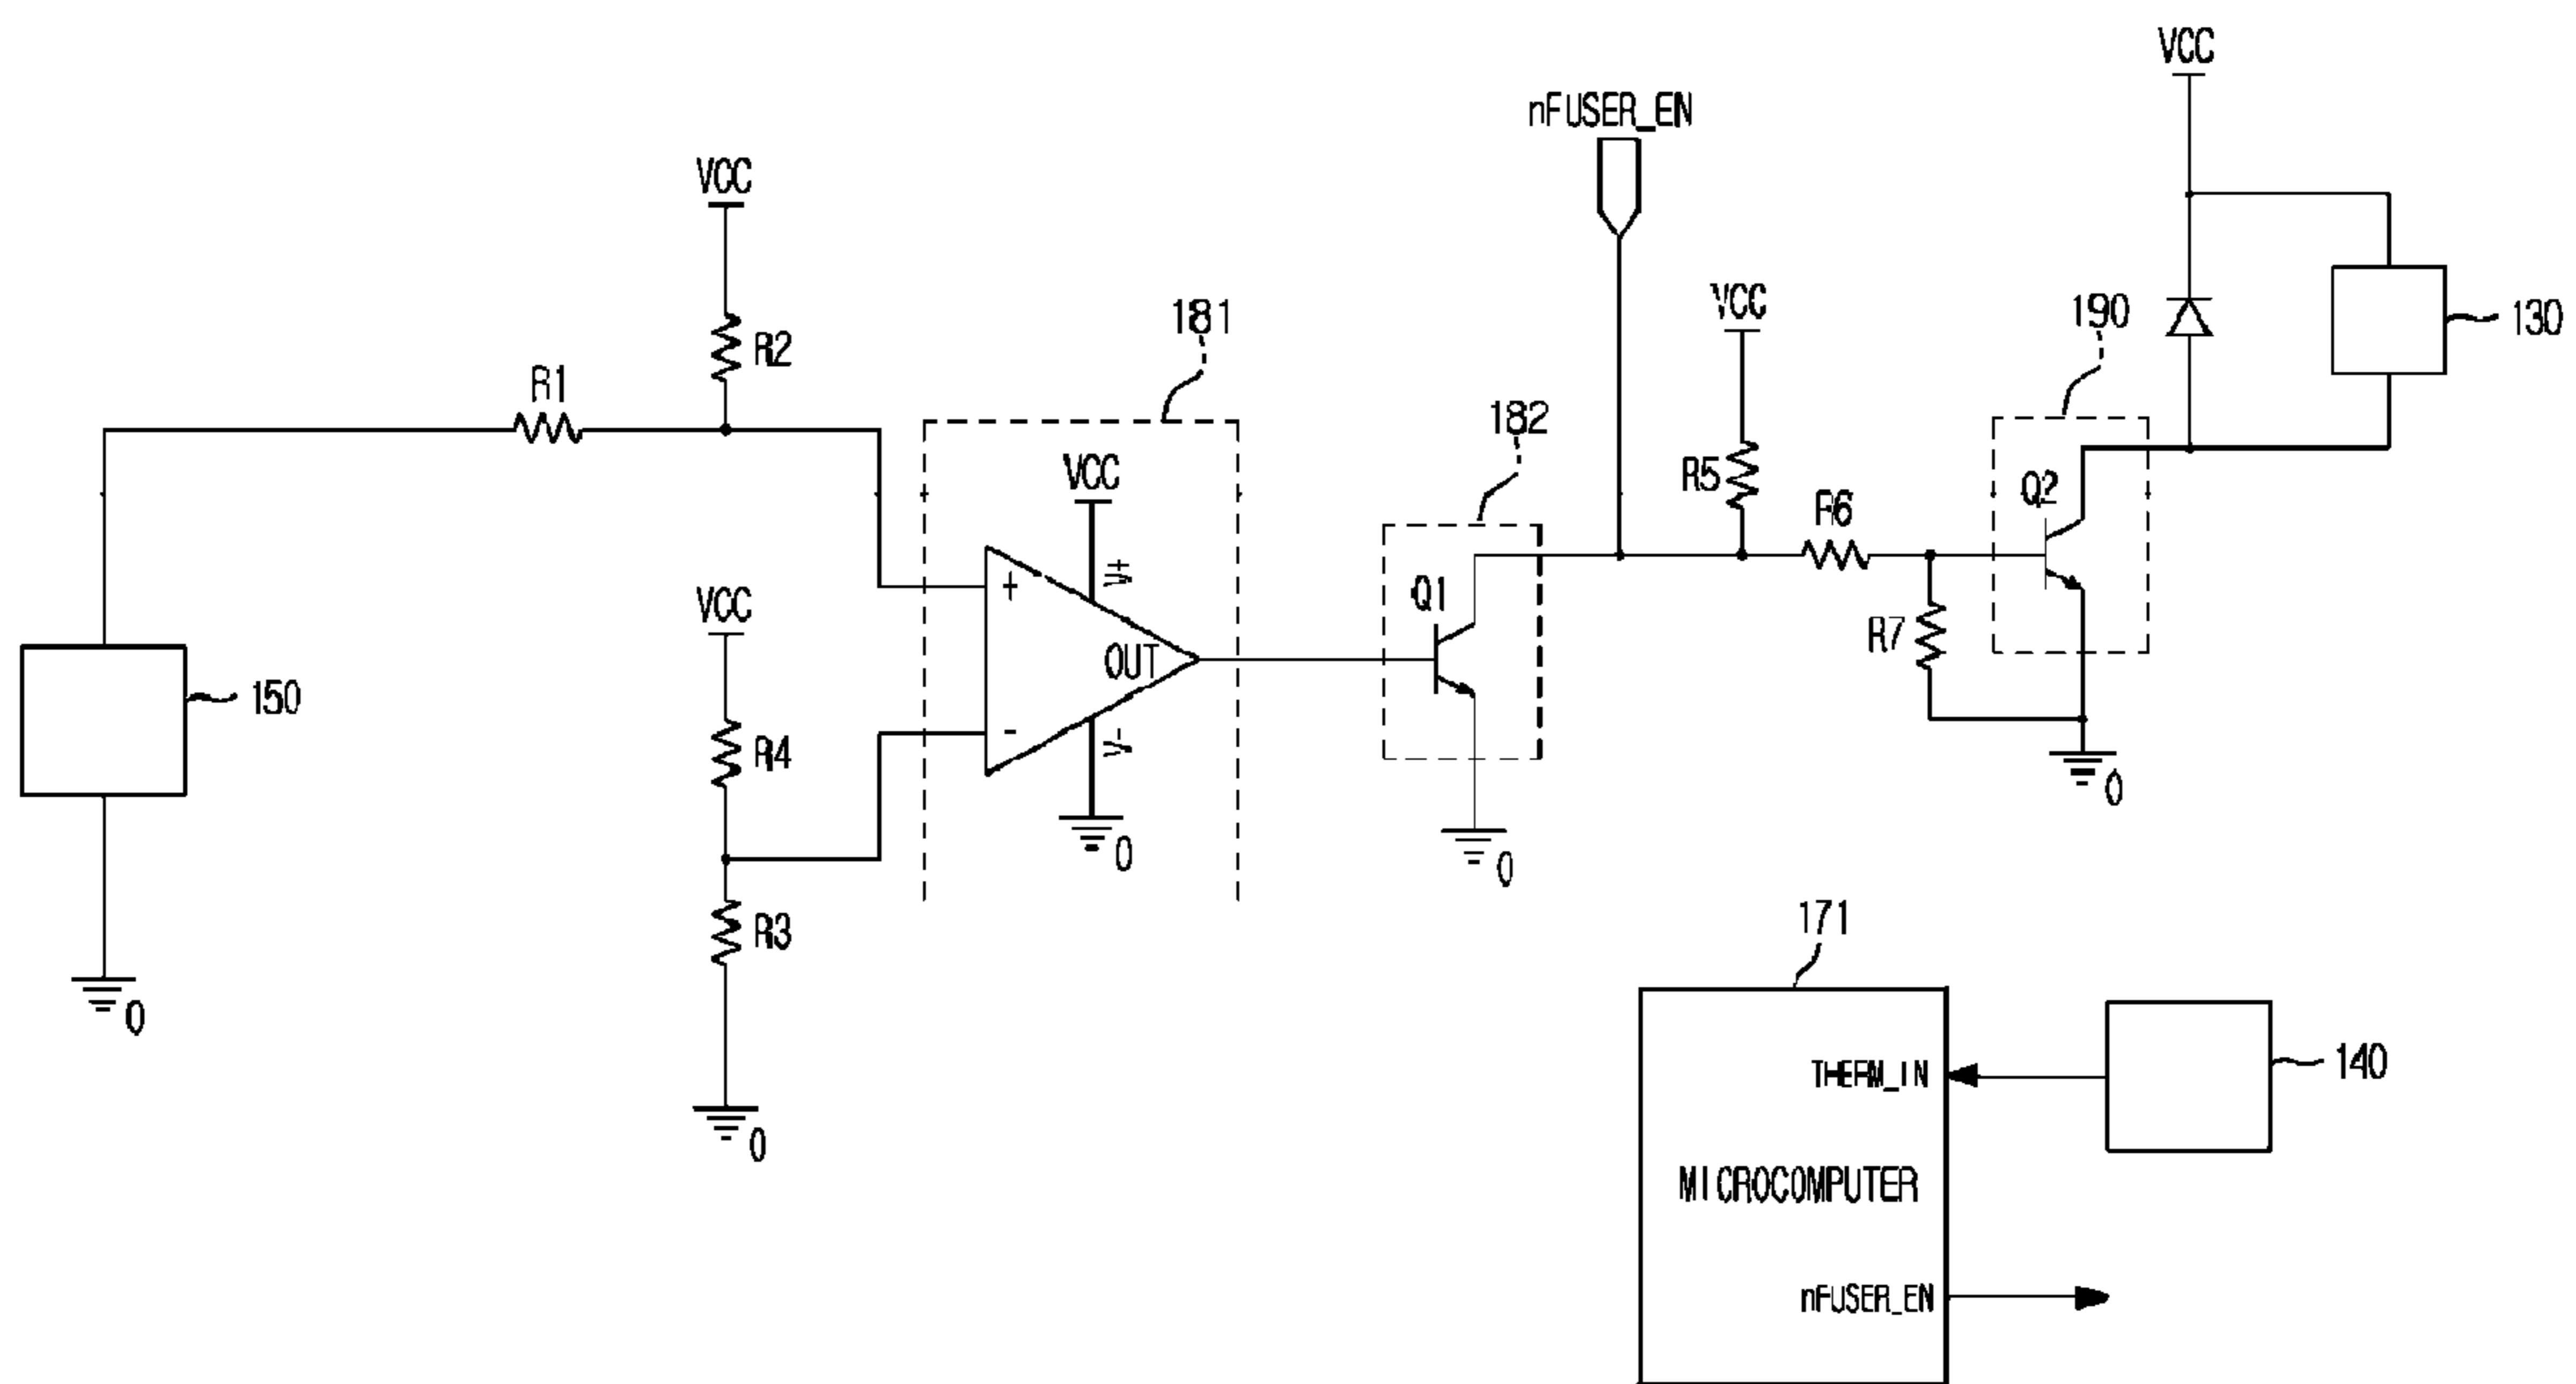 VCC
nFUSER_EN
VCC
181
VCC
190
130
R2
R1
182
VCC
R5
R6
Q2
V+
+
Q1
VCC
R7
OUT
150
-
V-
R4
0
0
0
R3
171
0
THERM_IN
140
0
MICROCOMPUTER
nFUSER_EN